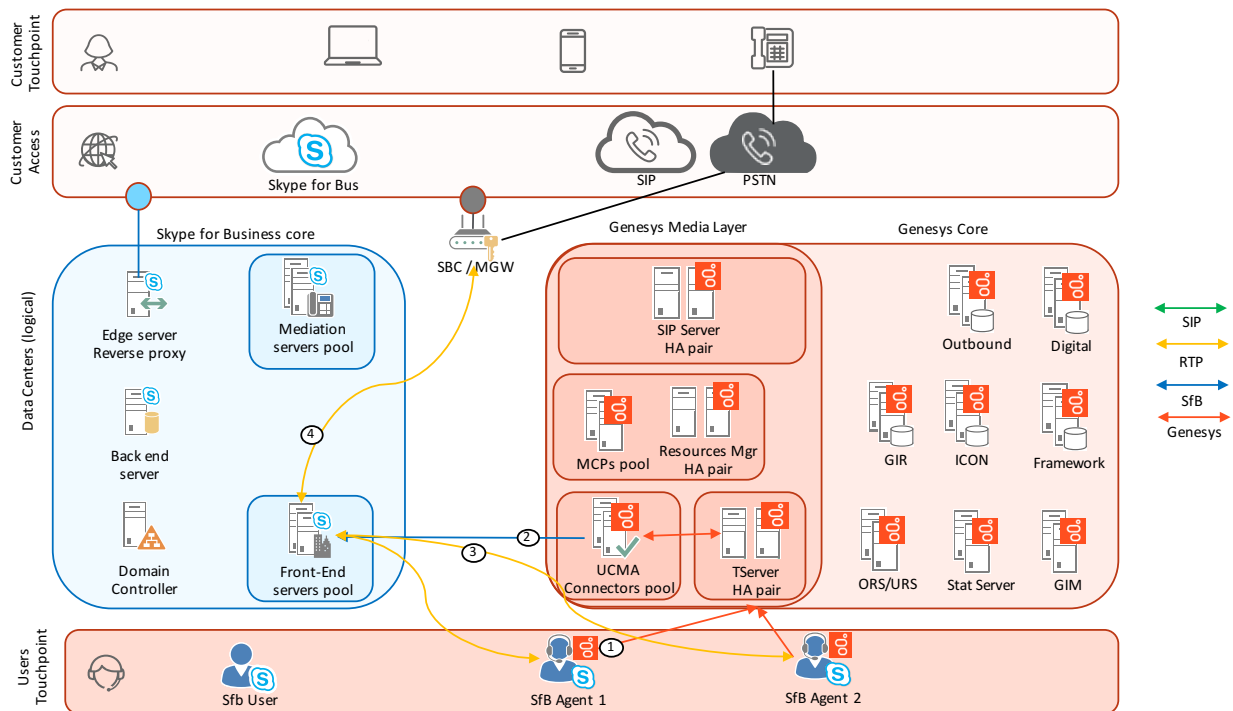 Customer
Touchpoint
Customer
Access
Skype for Bus
SIP
PSTN
Data Centers (logical)
Skype for Business core
SBC / MGW
Genesys Media Layer
Genesys Core
Edge server
Reverse proxy
Mediation
servers pool
SIP Server
HA pair
Outbound
Digital
SIP
RTP
SfB
Genesys
4
Back end
server
MCPs pool
Resources Mgr
HA pair
GIR
ICON
Framework
2
3
Domain
Controller
Front-End
servers pool
UCMA
Connectors pool
TServer
HA pair
ORS/URS
Stat Server
GIM
Users
Touchpoint
1
Sfb User
SfB Agent 1
SfB Agent 2